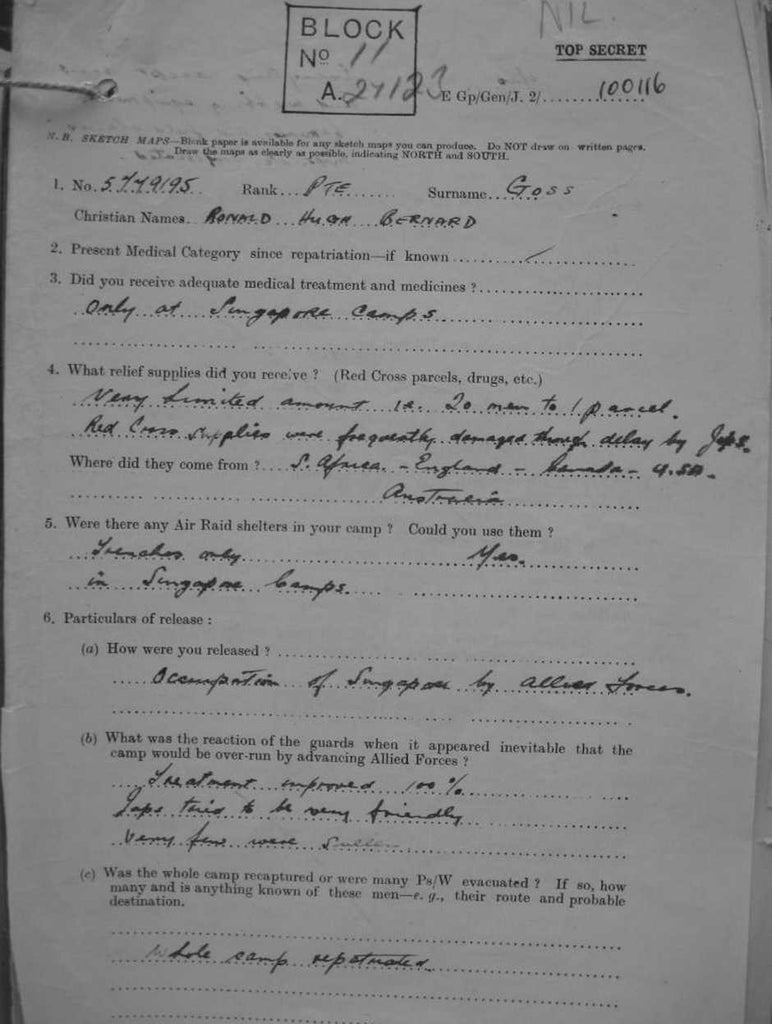 NIL.
BLOCK
No 11
A. 24123
TOP SECRET
E Gp/Gen/J. 2/........100116
N.B. SKETCH MAPS—Blank paper is available for any sketch maps you can produce. Do NOT draw on written pages.
Draw the maps as clearly as possible, indicating NORTH and SOUTH.
1. No. 5779195 Rank PTE Surname GOSS
Christian Names RONALD HUGH BERNARD
2. Present Medical Category since repatriation—if known /
3. Did you receive adequate medical treatment and medicines ?
Only at Singapore Camps
4. What relief supplies did you receive ? (Red Cross parcels, drugs, etc.)
Very limited amount i.e. 20 men to 1 parcel.
Red Cross supplies were frequently damaged through delay by Japs.
Where did they come from ? S. Africa - England - Canada - U.S.A.
Australia
5. Were there any Air Raid shelters in your camp ? Could you use them ?
Trenches only Yes.
in Singapore Camps.
6. Particulars of release :
(a) How were you released ?
Occupation of Singapore by Allied Forces.
(b) What was the reaction of the guards when it appeared inevitable that the
camp would be over-run by advancing Allied Forces ?
Treatment improved 100%
Japs tried to be very friendly
Very few were sullen
(c) Was the whole camp recaptured or were many Ps/W evacuated ? If so, how
many and is anything known of these men—e.g., their route and probable
destination.
Whole camp repatriated